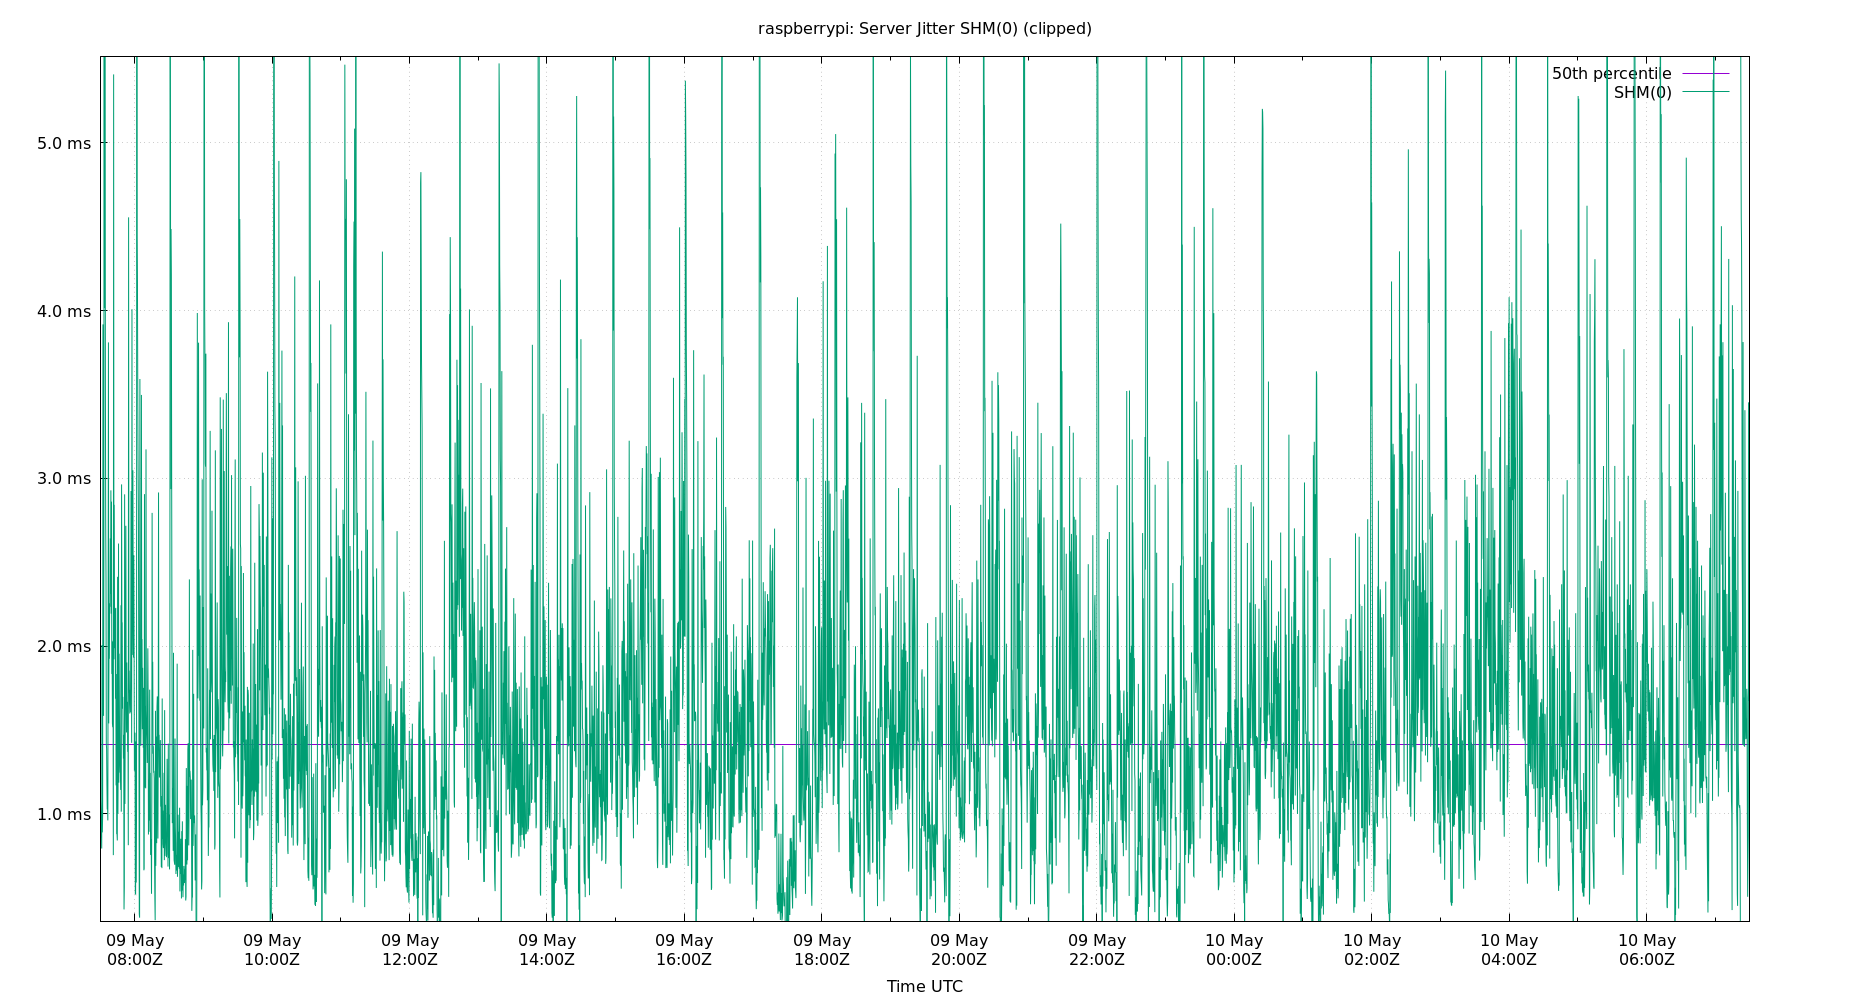 raspberrypi: Server Jitter SHM(0) (clipped)
50th percentile
SHM(0)
5.0 ms
4.0 ms
3.0 ms
2.0 ms
1.0 ms
09 May 09 May 09 May 09 May 09 May 09 May 09 May 09 May 10 May 10 May 10 May 10 May
08:00Z 10:00Z 12:00Z 14:00Z 16:00Z 18:00Z 20:00Z 22:00Z 00:00Z 02:00Z 04:00Z 06:00Z
Time UTC